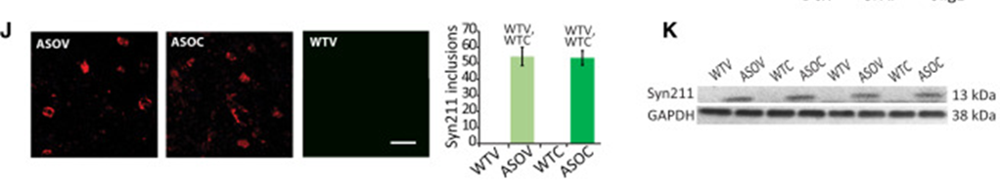 J
ASOV
ASOC
WTV
Syn211 inclusions
70
60
50
40
30
20
10
0
WTV,
WTC
WTV,
WTC
WTV
ASOV
WTC
ASOC
K
WTV
ASOV
WTC
ASOC
WTV
ASOV
WTC
ASOC
Syn211
13 kDa
GAPDH
38 kDa